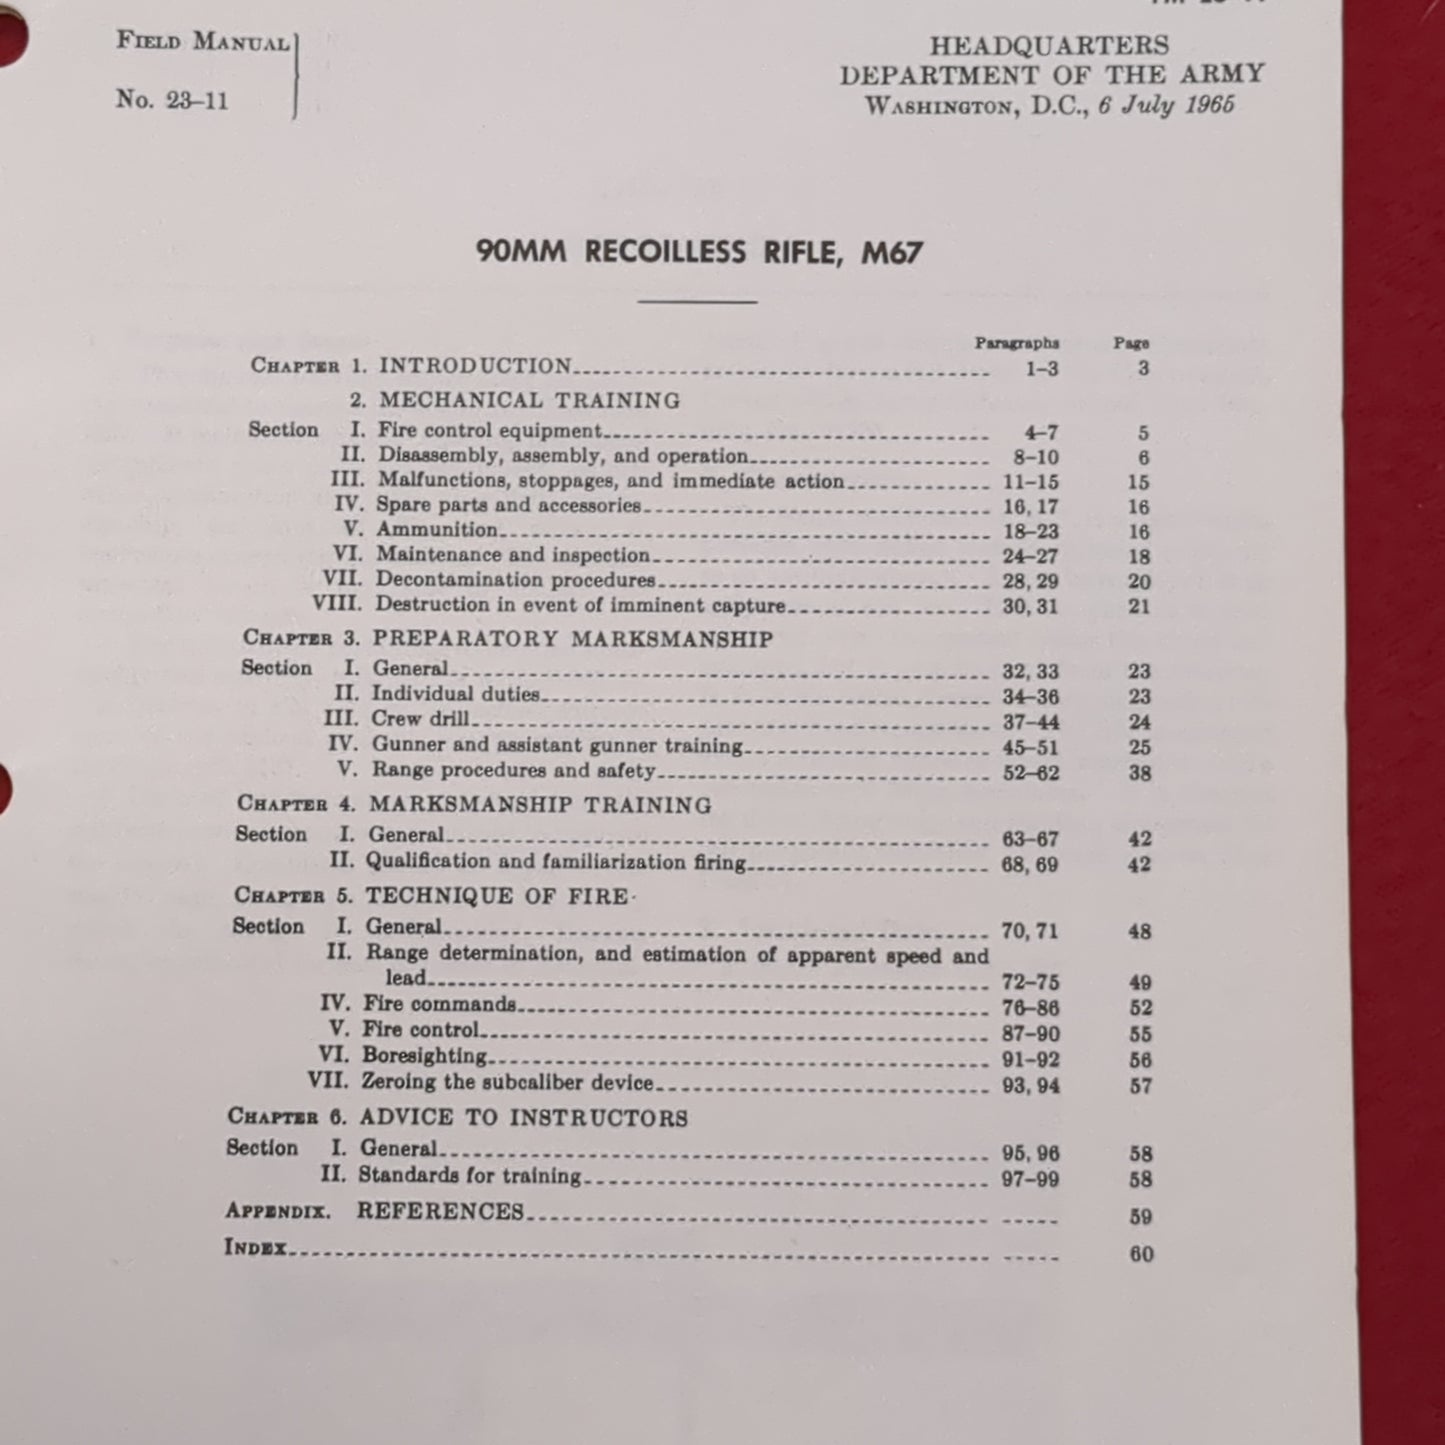 FIELD MANUAL
No. 23–11
HEADQUARTERS
DEPARTMENT OF THE ARMY
WASHINGTON, D.C., 6 July 1965
90MM RECOILLESS RIFLE, M67
Paragraphs Page
CHAPTER 1. INTRODUCTION 1–3 3
2. MECHANICAL TRAINING
Section I. Fire control equipment 4–7 5
II. Disassembly, assembly, and operation 8–10 6
III. Malfunctions, stoppages, and immediate action 11–15 15
IV. Spare parts and accessories 16, 17 16
V. Ammunition 18–23 16
VI. Maintenance and inspection 24–27 18
VII. Decontamination procedures 28, 29 20
VIII. Destruction in event of imminent capture 30, 31 21
CHAPTER 3. PREPARATORY MARKSMANSHIP
Section I. General 32, 33 23
II. Individual duties 34–36 23
III. Crew drill 37–44 24
IV. Gunner and assistant gunner training 45–51 25
V. Range procedures and safety 52–62 38
CHAPTER 4. MARKSMANSHIP TRAINING
Section I. General 63–67 42
II. Qualification and familiarization firing 68, 69 42
CHAPTER 5. TECHNIQUE OF FIRE
Section I. General 70, 71 48
II. Range determination, and estimation of apparent speed and
lead 72–75 49
IV. Fire commands 76–86 52
V. Fire control 87–90 55
VI. Boresighting 91–92 56
VII. Zeroing the subcaliber device 93, 94 57
CHAPTER 6. ADVICE TO INSTRUCTORS
Section I. General 95, 96 58
II. Standards for training 97–99 58
APPENDIX. REFERENCES 59
INDEX 60